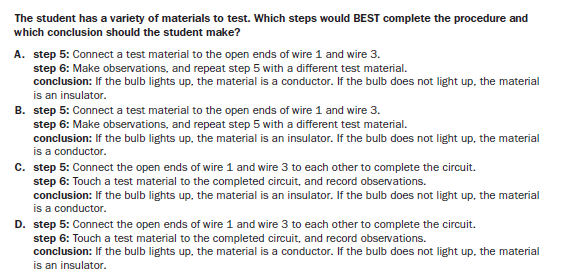 The student has a variety of materials to test. Which steps would BEST complete the procedure and
which conclusion should the student make?
A. step 5: Connect a test material to the open ends of wire 1 and wire 3.
step 6: Make observations, and repeat step 5 with a different test material.
conclusion: If the bulb lights up, the material is a conductor. If the bulb does not light up, the material
is an insulator.
B. step 5: Connect a test material to the open ends of wire 1 and wire 3.
step 6: Make observations, and repeat step 5 with a different test material.
conclusion: If the bulb lights up, the material is an insulator. If the bulb does not light up, the material
is a conductor.
C. step 5: Connect the open ends of wire 1 and wire 3 to each other to complete the circuit.
step 6: Touch a test material to the completed circuit, and record observations.
conclusion: If the bulb lights up, the material is an insulator. If the bulb does not light up, the material
is a conductor.
D. step 5: Connect the open ends of wire 1 and wire 3 to each other to complete the circuit.
step 6: Touch a test material to the completed circuit, and record observations.
conclusion: If the bulb lights up, the material is a conductor. If the bulb does not light up, the material
is an insulator.